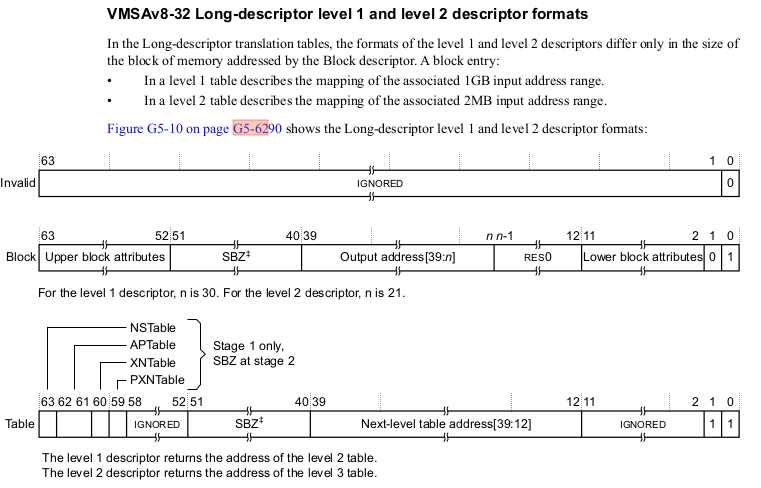 VMSAv8-32 Long-descriptor level 1 and level 2 descriptor formats
In the Long-descriptor translation tables, the formats of the level 1 and level 2 descriptors differ only in the size of
the block of memory addressed by the Block descriptor. A block entry:
• In a level 1 table describes the mapping of the associated 1GB input address range.
• In a level 2 table describes the mapping of the associated 2MB input address range.
Figure G5-10 on page G5-6290 shows the Long-descriptor level 1 and level 2 descriptor formats:
63 1 0
Invalid IGNORED 0
63 52 51 40 39 n n-1 12 11 2 1 0
Block Upper block attributes SBZ‡ Output address[39:n] RES0 Lower block attributes 0 1
For the level 1 descriptor, n is 30. For the level 2 descriptor, n is 21.
NSTable
APTable
XNTable
PXNTable
Stage 1 only,
SBZ at stage 2
63 62 61 60 59 58 52 51 40 39 12 11 2 1 0
Table IGNORED SBZ‡ Next-level table address[39:12] IGNORED 1 1
The level 1 descriptor returns the address of the level 2 table.
The level 2 descriptor returns the address of the level 3 table.